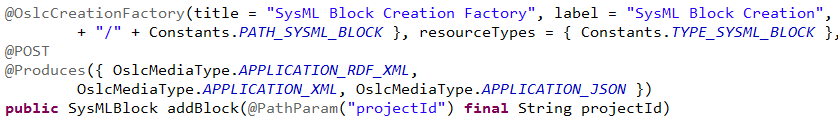 @OslcCreationFactory(title = "SysML Block Creation Factory", label = "SysML Block Creation",
+ "/" + Constants.PATH_SYSML_BLOCK }, resourceTypes = { Constants.TYPE_SYSML_BLOCK },
@POST
@Produces({ OslcMediaType.APPLICATION_RDF_XML,
OslcMediaType.APPLICATION_XML, OslcMediaType.APPLICATION_JSON })
public SysMLBlock addBlock(@PathParam("projectId") final String projectId)